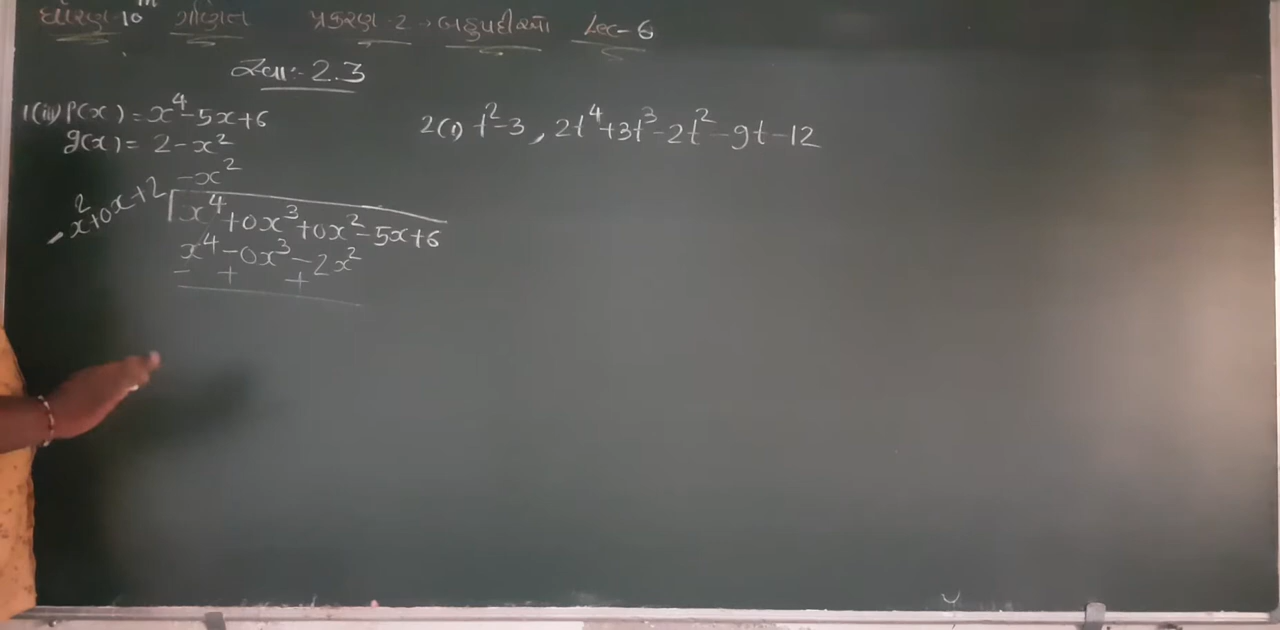 ધોરણ-10 ગણિત પ્રકરણ-2 → બહુપદીઓ Lec-6
સ્વા:-2.3
1(iii) P(x) = x⁴-5x+6
g(x) = 2-x²
-x²
-x²+0x+2
x⁴+0x³+0x²-5x+6
x⁴-0x³-2x²
- + +
2(i) t²-3, 2t⁴+3t³-2t²-9t-12